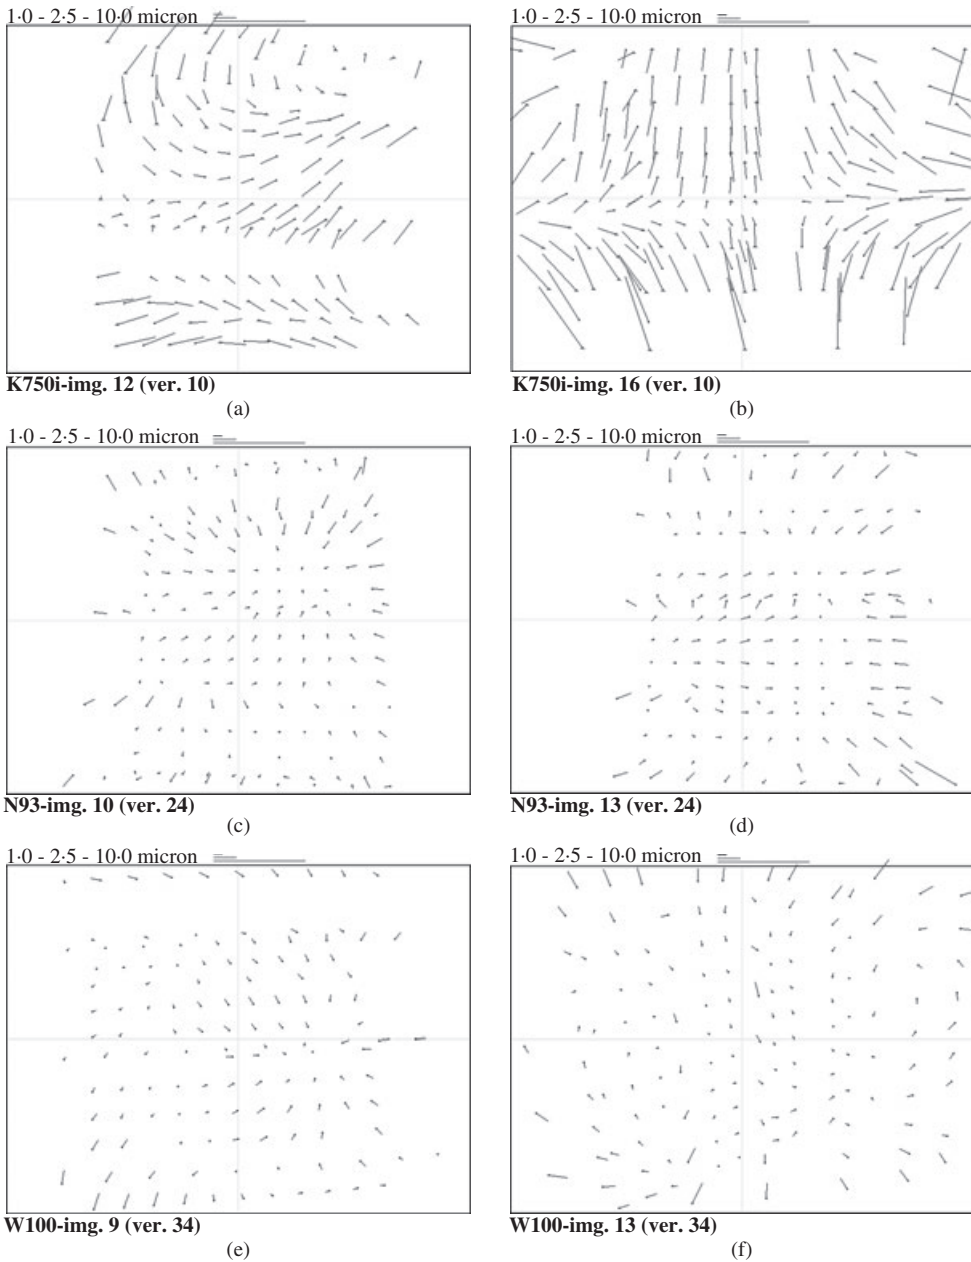 1·0 - 2·5 - 10·0 micron
1·0 - 2·5 - 10·0 micron
K750i-img. 12 (ver. 10)
K750i-img. 16 (ver. 10)
(a)
(b)
1·0 - 2·5 - 10·0 micron
1·0 - 2·5 - 10·0 micron
N93-img. 10 (ver. 24)
N93-img. 13 (ver. 24)
(c)
(d)
1·0 - 2·5 - 10·0 micron
1·0 - 2·5 - 10·0 micron
W100-img. 9 (ver. 34)
W100-img. 13 (ver. 34)
(e)
(f)